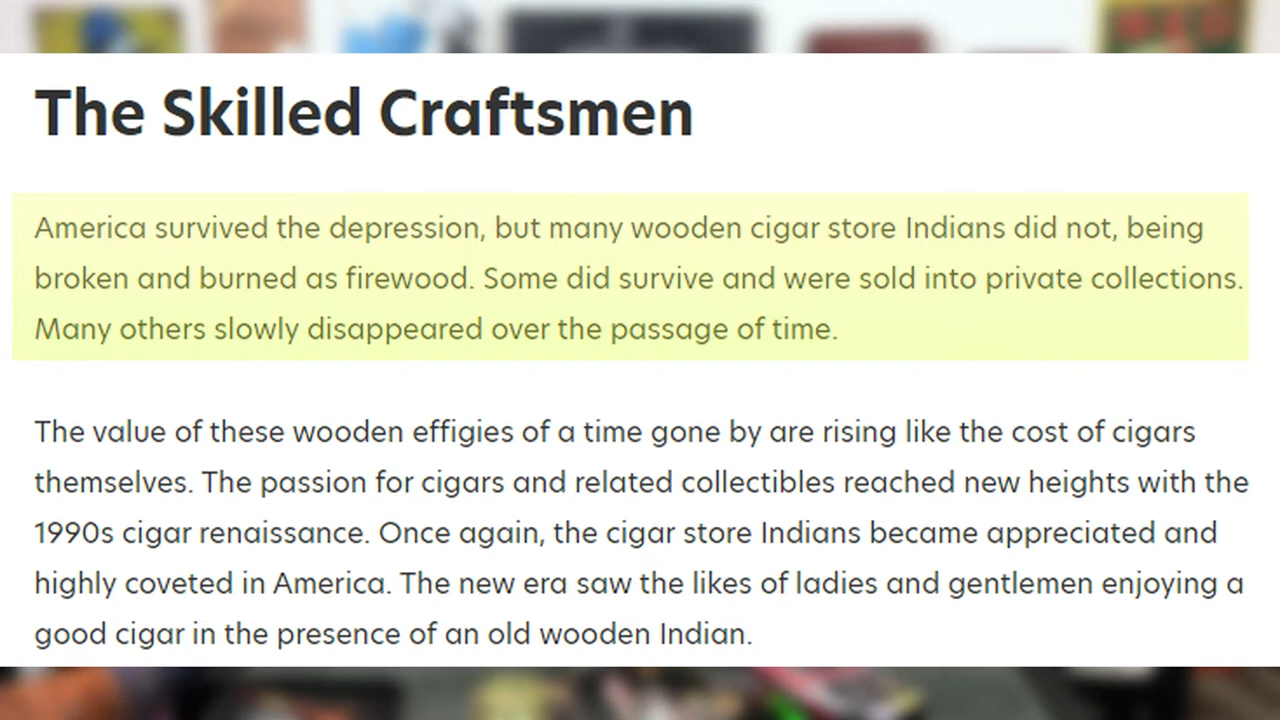 The Skilled Craftsmen
America survived the depression, but many wooden cigar store Indians did not, being
broken and burned as firewood. Some did survive and were sold into private collections.
Many others slowly disappeared over the passage of time.
The value of these wooden effigies of a time gone by are rising like the cost of cigars
themselves. The passion for cigars and related collectibles reached new heights with the
1990s cigar renaissance. Once again, the cigar store Indians became appreciated and
highly coveted in America. The new era saw the likes of ladies and gentlemen enjoying a
good cigar in the presence of an old wooden Indian.